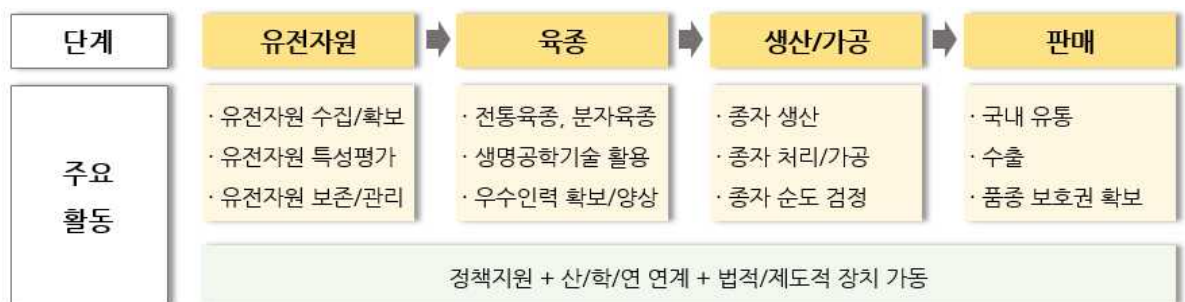 단계
유전자원
육종
생산/가공
판매
주요
활동
· 유전자원 수집/확보
· 유전자원 특성평가
· 유전자원 보존/관리
· 전통육종, 분자육종
· 생명공학기술 활용
· 우수인력 확보/양상
· 종자 생산
· 종자 처리/가공
· 종자 순도 검정
· 국내 유통
· 수출
· 품종 보호권 확보
정책지원 + 산/학/연 연계 + 법적/제도적 장치 가동